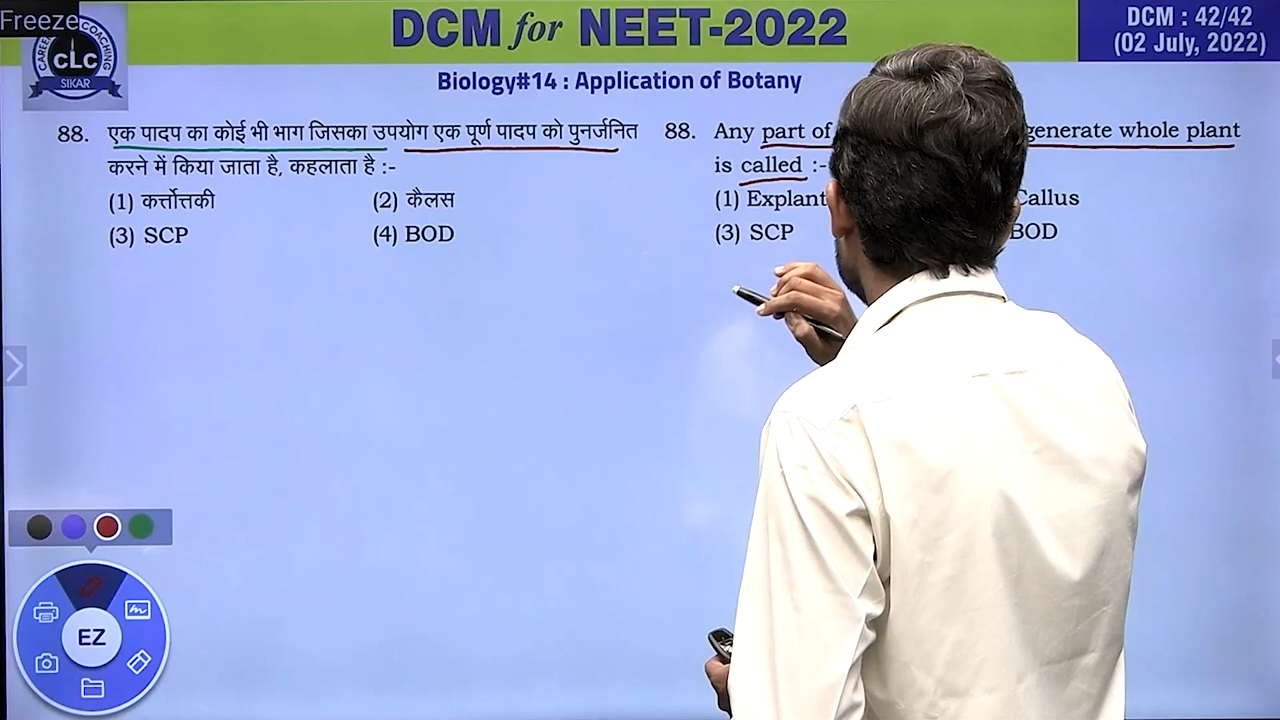 Freeze
CAREER COACHING
CLC
SIKAR
DCM for NEET-2022
DCM : 42/42
(02 July, 2022)
Biology#14 : Application of Botany
88. एक पादप का कोई भी भाग जिसका उपयोग एक पूर्ण पादप को पुनर्जनित
करने में किया जाता है, कहलाता है :-
(1) कर्त्तोत्तकी (2) कैलस
(3) SCP (4) BOD
88. Any part of generate whole plant
is called :-
(1) Explant Callus
(3) SCP BOD
EZ